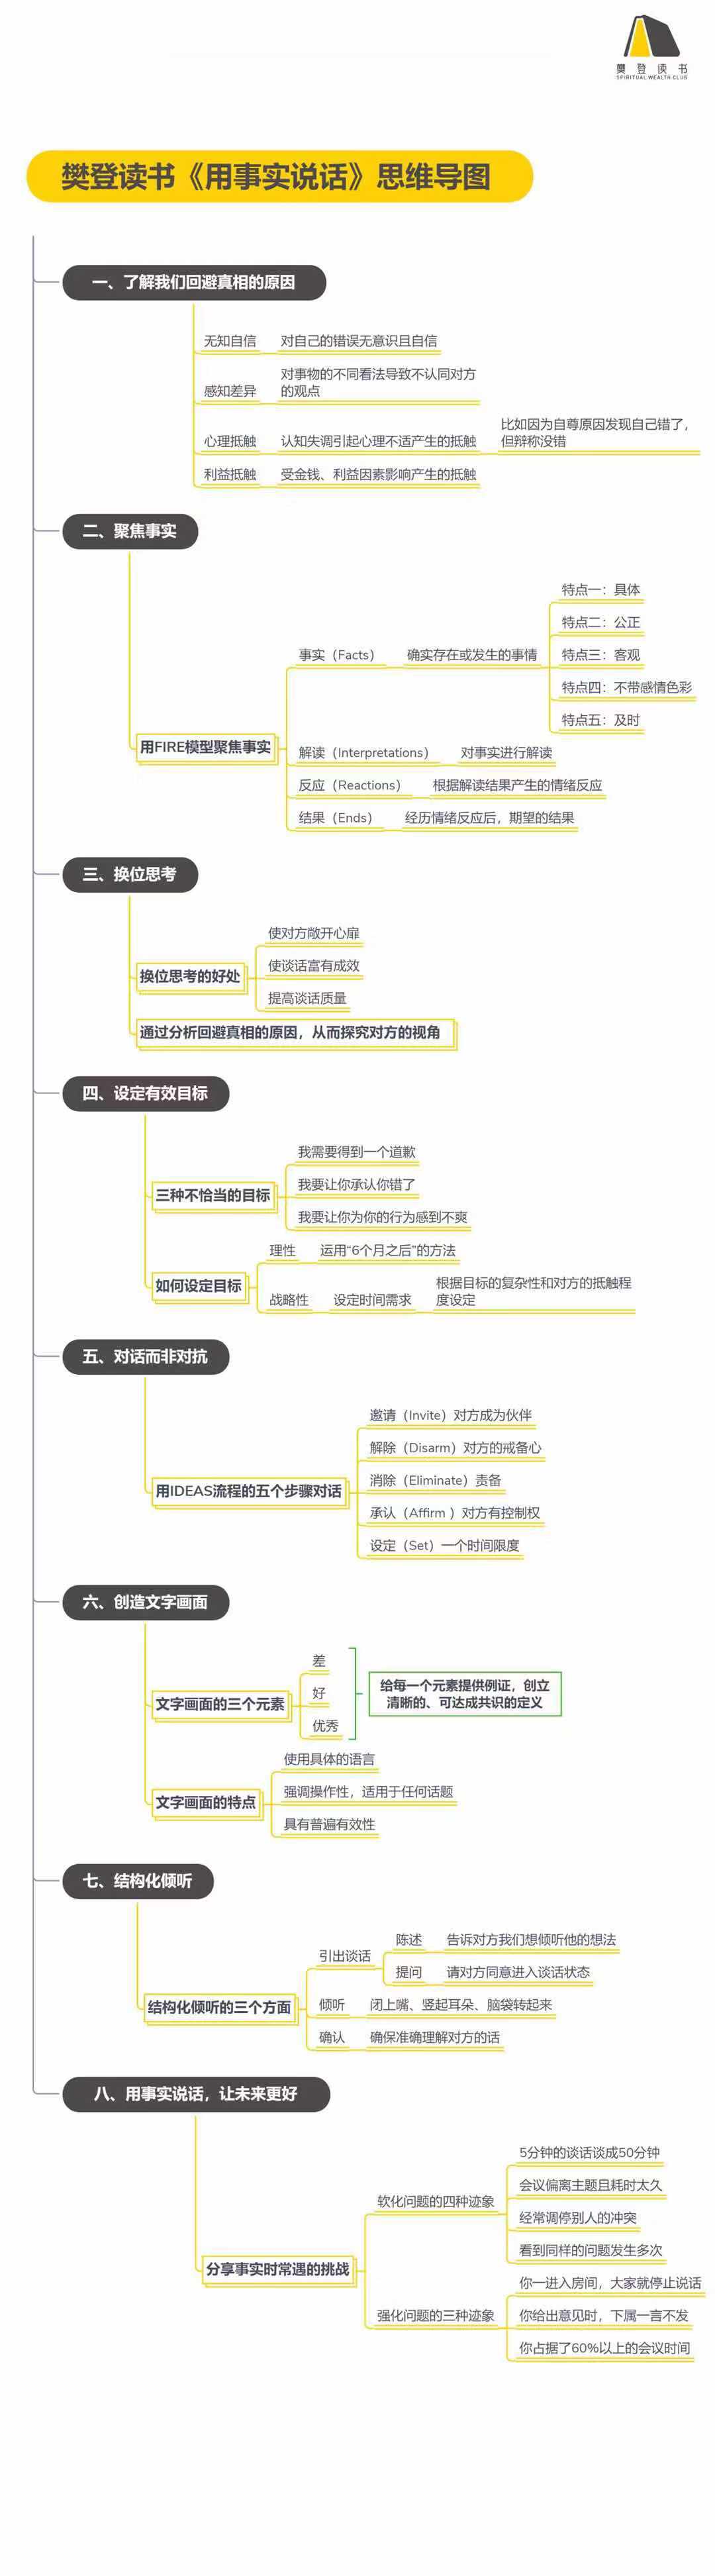 樊登读书
SPIRITUAL WEALTH CLUB
樊登读书《用事实说话》思维导图
一、了解我们回避真相的原因
无知自信
对自己的错误无意识且自信
感知差异
对事物的不同看法导致不认同对方
的观点
心理抵触
认知失调引起心理不适产生的抵触
比如因为自尊原因发现自己错了，
但辩称没错
利益抵触
受金钱、利益因素影响产生的抵触
二、聚焦事实
用FIRE模型聚焦事实
事实（Facts）
确实存在或发生的事情
特点一：具体
特点二：公正
特点三：客观
特点四：不带感情色彩
特点五：及时
解读（Interpretations）
对事实进行解读
反应（Reactions）
根据解读结果产生的情绪反应
结果（Ends）
经历情绪反应后，期望的结果
三、换位思考
换位思考的好处
使对方敞开心扉
使谈话富有成效
提高谈话质量
通过分析回避真相的原因，从而探究对方的视角
四、设定有效目标
三种不恰当的目标
我需要得到一个道歉
我要让你承认你错了
我要让你为你的行为感到不爽
如何设定目标
理性
运用“6个月之后”的方法
战略性
设定时间需求
根据目标的复杂性和对方的抵触程
度设定
五、对话而非对抗
用IDEAS流程的五个步骤对话
邀请（Invite）对方成为伙伴
解除（Disarm）对方的戒备心
消除（Eliminate）责备
承认（Affirm ）对方有控制权
设定（Set）一个时间限度
六、创造文字画面
文字画面的三个元素
差
好
优秀
给每一个元素提供例证，创立
清晰的、可达成共识的定义
文字画面的特点
使用具体的语言
强调操作性，适用于任何话题
具有普遍有效性
七、结构化倾听
结构化倾听的三个方面
引出谈话
陈述
告诉对方我们想倾听他的想法
提问
请对方同意进入谈话状态
倾听
闭上嘴、竖起耳朵、脑袋转起来
确认
确保准确理解对方的话
八、用事实说话，让未来更好
分享事实时常遇的挑战
软化问题的四种迹象
5分钟的谈话谈成50分钟
会议偏离主题且耗时太久
经常调停别人的冲突
看到同样的问题发生多次
强化问题的三种迹象
你一进入房间，大家就停止说话
你给出意见时，下属一言不发
你占据了60%以上的会议时间